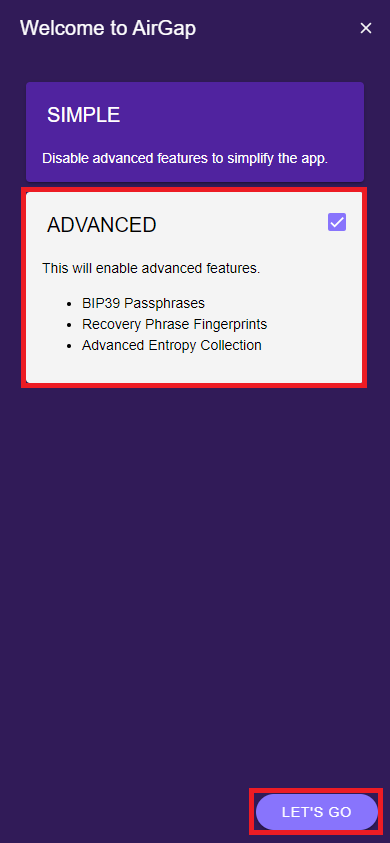 Welcome to AirGap
SIMPLE
Disable advanced features to simplify the app.
ADVANCED
This will enable advanced features.
• BIP39 Passphrases
• Recovery Phrase Fingerprints
• Advanced Entropy Collection
LET'S GO